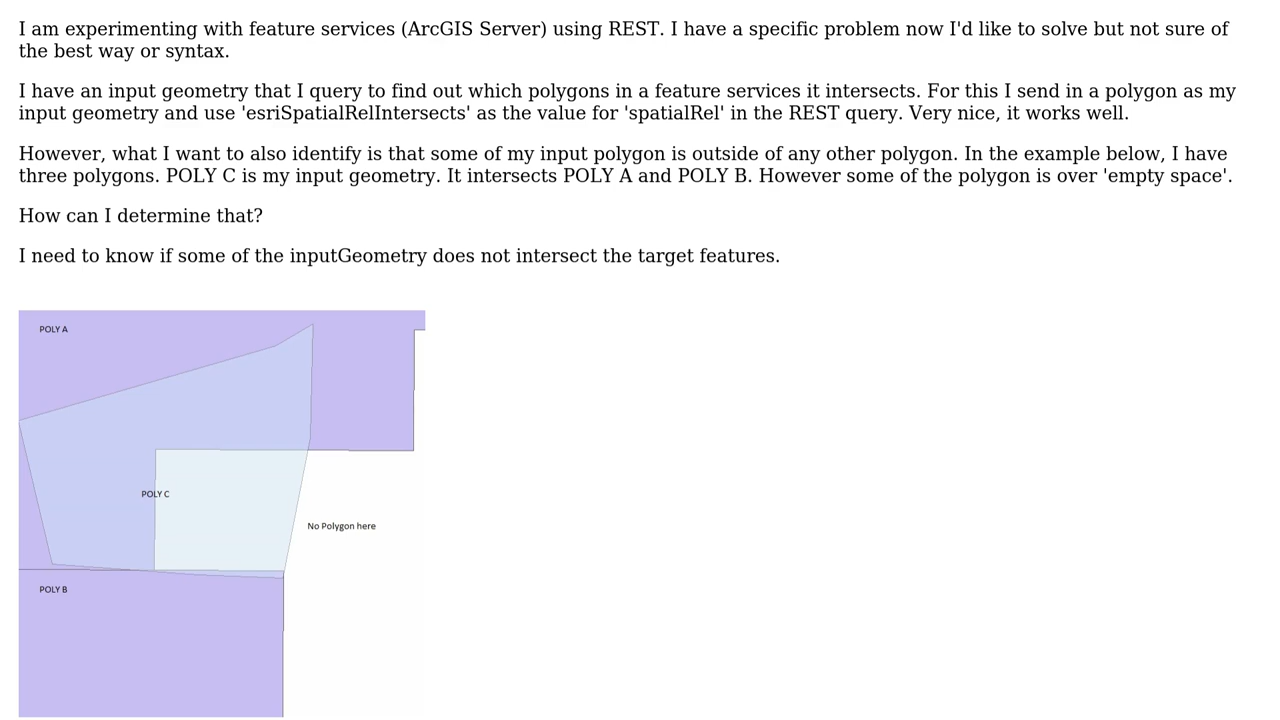 I am experimenting with feature services (ArcGIS Server) using REST. I have a specific problem now I'd like to solve but not sure of
the best way or syntax.
I have an input geometry that I query to find out which polygons in a feature services it intersects. For this I send in a polygon as my
input geometry and use 'esriSpatialRelIntersects' as the value for 'spatialRel' in the REST query. Very nice, it works well.
However, what I want to also identify is that some of my input polygon is outside of any other polygon. In the example below, I have
three polygons. POLY C is my input geometry. It intersects POLY A and POLY B. However some of the polygon is over 'empty space'.
How can I determine that?
I need to know if some of the inputGeometry does not intersect the target features.
POLY A
POLY C
No Polygon here
POLY B